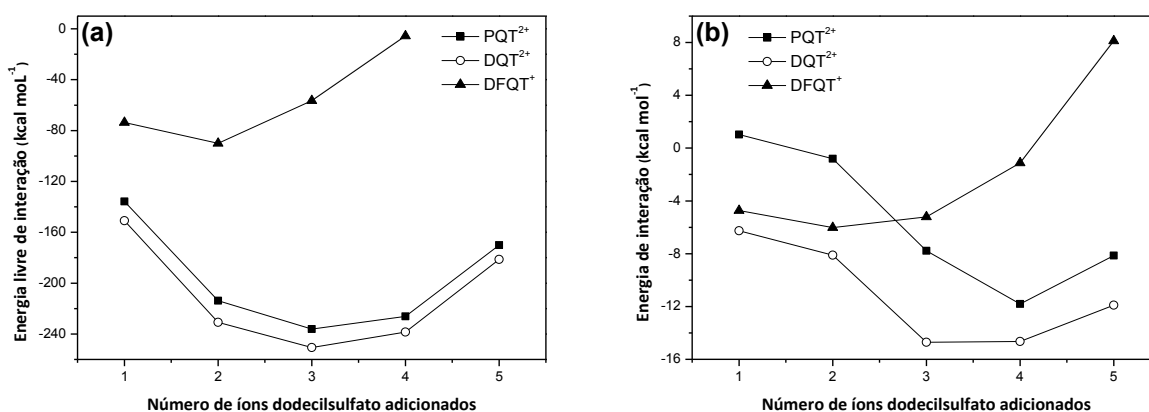 (a)
PQT²⁺
DQT²⁺
DFQT⁺
Energia livre de interação (kcal moL⁻¹)
0
-40
-80
-120
-160
-200
-240
1 2 3 4 5
Número de íons dodecilsulfato adicionados
(b)
PQT²⁺
DQT²⁺
DFQT⁺
Energia de interação (kcal mol⁻¹)
8
4
0
-4
-8
-12
-16
1 2 3 4 5
Número de íons dodecilsulfato adicionados